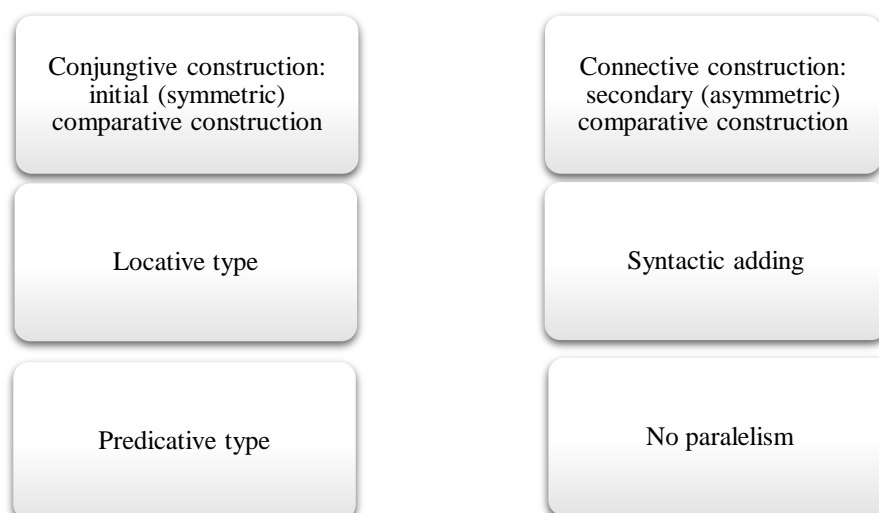 Conjungtive construction:
initial (symmetric)
comparative construction
Connective construction:
secondary (asymmetric)
comparative construction
Locative type
Syntactic adding
Predicative type
No paralelism